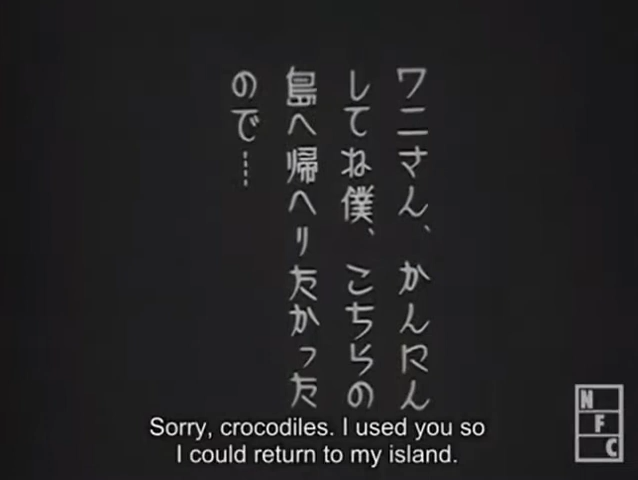 ワニさん、かんにん
してね僕、こちらの
島へ帰へりたかった
ので……
Sorry, crocodiles. I used you so
I could return to my island.
N
F
C